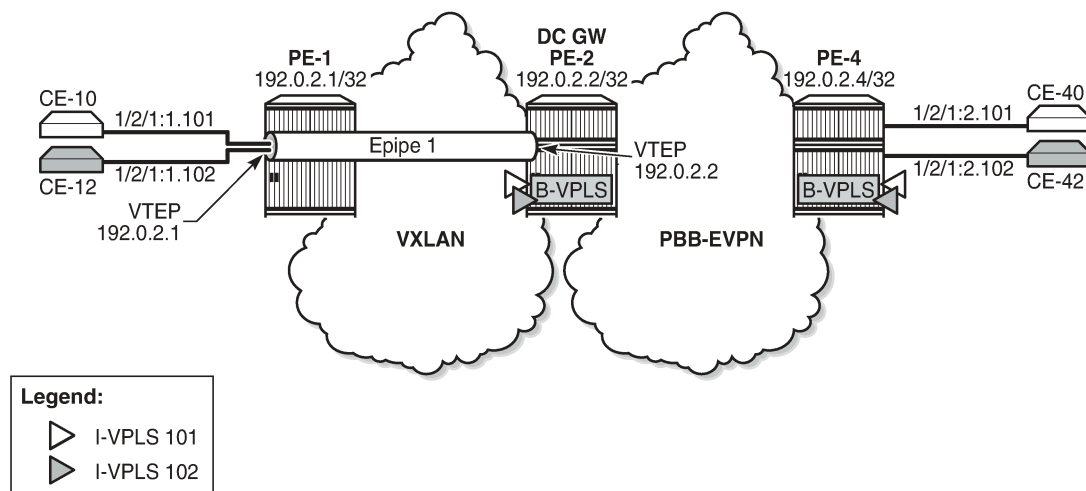 DC GW
PE-1
PE-2
PE-4
192.0.2.1/32
192.0.2.2/32
192.0.2.4/32
CE-10
1/2/1:1.101
CE-12
1/2/1:1.102
Epipe 1
VTEP
192.0.2.1
VTEP
192.0.2.2
B-VPLS
B-VPLS
CE-40
1/2/1:2.101
1/2/1:2.102
CE-42
VXLAN
PBB-EVPN
Legend:
I-VPLS 101
I-VPLS 102